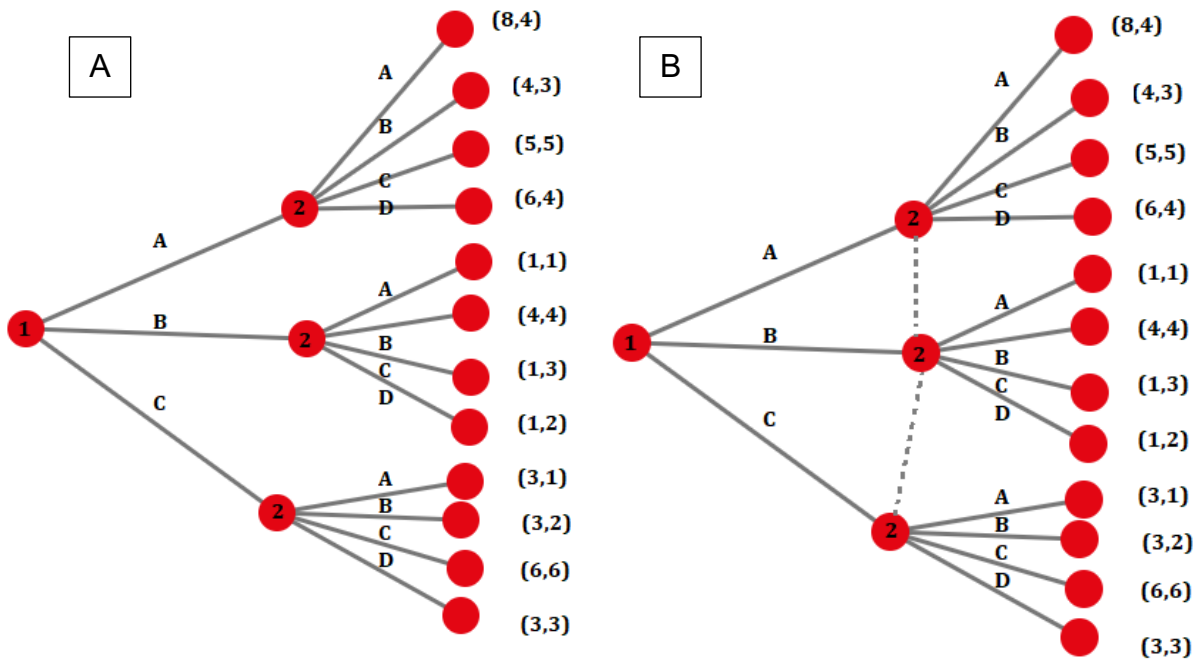 A
(8,4)
A
(4,3)
B
(5,5)
C
2
(6,4)
D
A
(1,1)
A
(4,4)
1
B
2
B
(1,3)
C
D
(1,2)
C
A
(3,1)
2
B
(3,2)
C
(6,6)
D
(3,3)
B
(8,4)
A
(4,3)
B
(5,5)
C
2
(6,4)
D
A
(1,1)
A
(4,4)
1
B
2
B
(1,3)
C
D
(1,2)
C
A
(3,1)
2
B
(3,2)
C
(6,6)
D
(3,3)